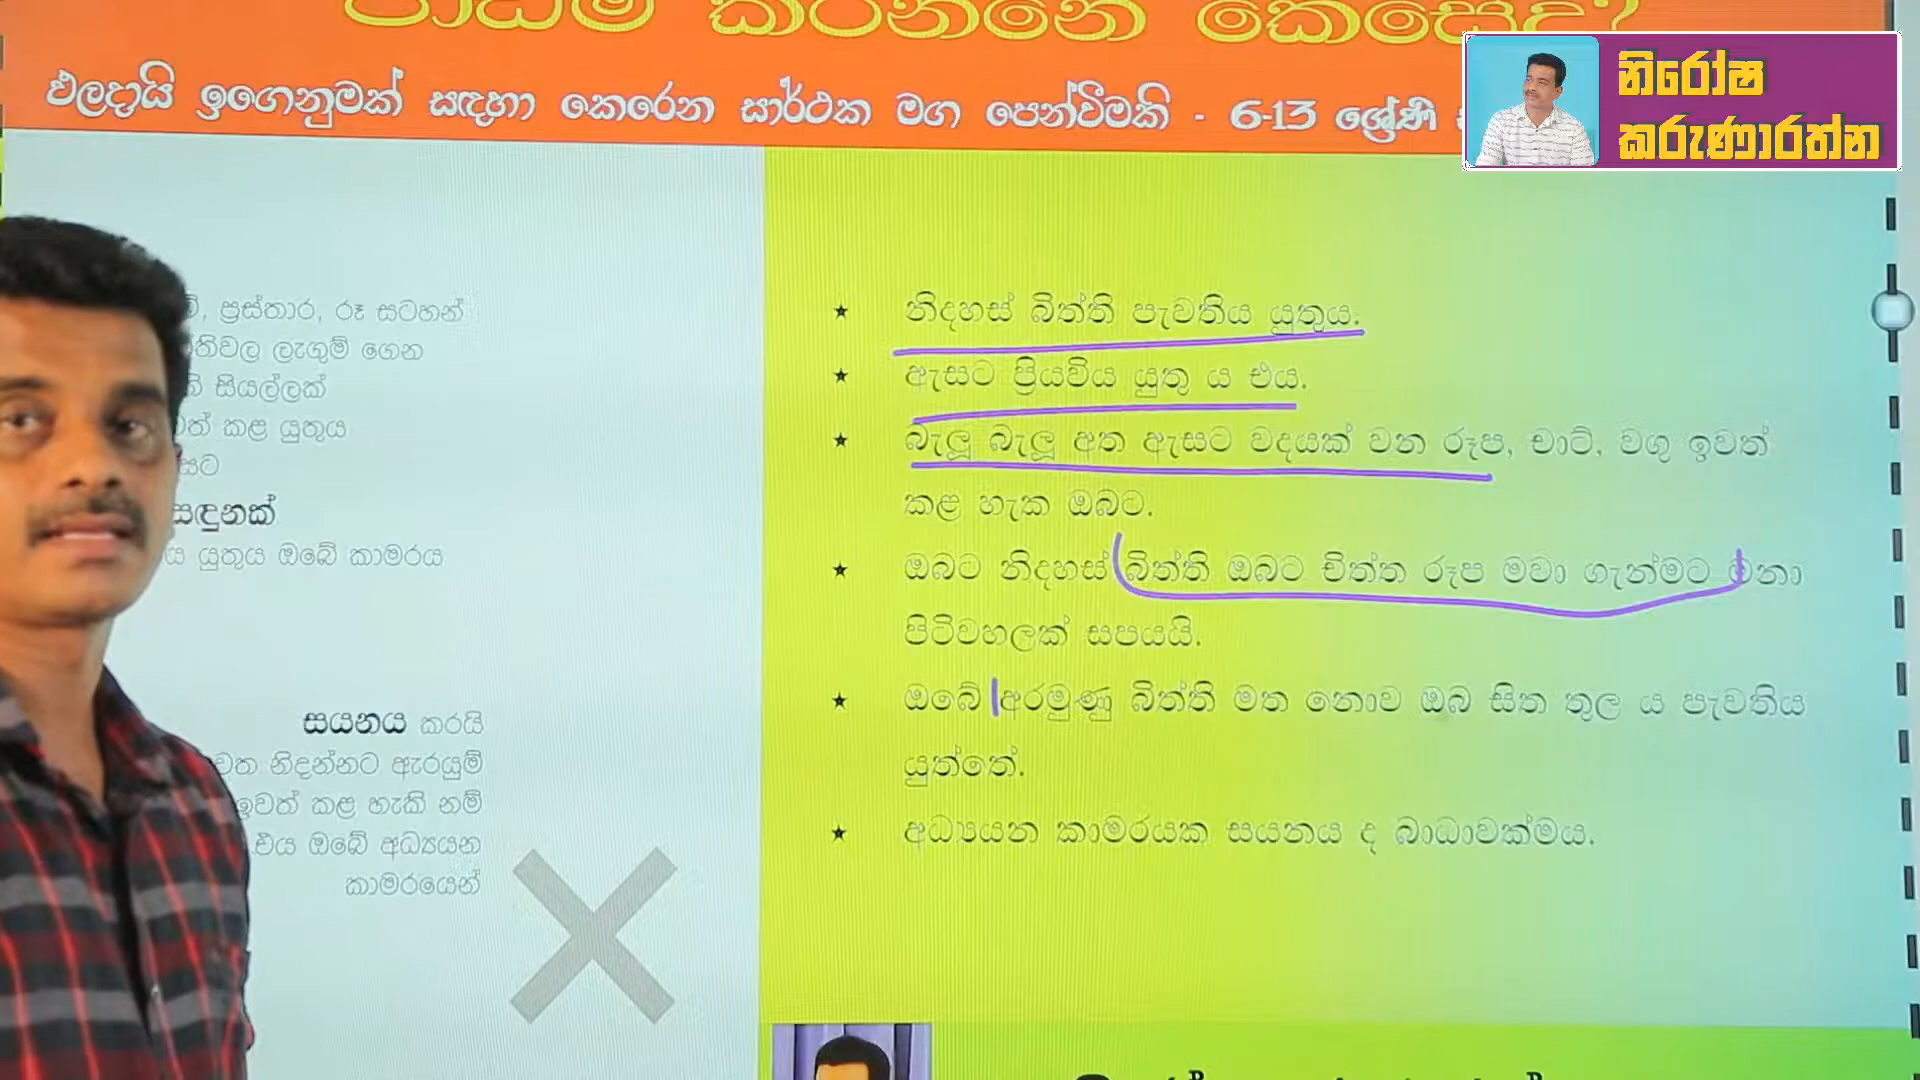 පාඩම් කරන්නේ කෙසේද?
ඵලදායි ඉගෙනුමක් සඳහා කෙරෙන සාර්ථක මග පෙන්වීමකි - 6-13 ශ්‍රේණි
නිරෝෂ
කරුණාරත්න
ප්‍රස්තාර, රූ සටහන්
ලැගුම් ගෙන
සියල්ලක්
කළ යුතුය
සඳුනක්
යුතුය ඔබේ කාමරය
සයනය කරයි
නිදන්නට ඇරයුම්
ඉවත් කළ හැකි නම්
එය ඔබේ අධ්‍යයන
කාමරයෙන්
★ නිදහස් බිත්ති පැවතිය යුතුය.
★ ඇසට ප්‍රියවිය යුතු ය එය.
★ බැලූ බැලූ අත ඇසට වදයක් වන රූප, චාට්, වගු ඉවත්
කළ හැක ඔබට.
★ ඔබට නිදහස් බිත්ති ඔබට චිත්ත රූප මවා ගැන්මට මනා
පිටිවහලක් සපයයි.
★ ඔබේ අරමුණු බිත්ති මත නොව ඔබ සිත තුල ය පැවතිය
යුත්තේ.
★ අධ්‍යයන කාමරයක සයනය ද බාධාවක්මය.